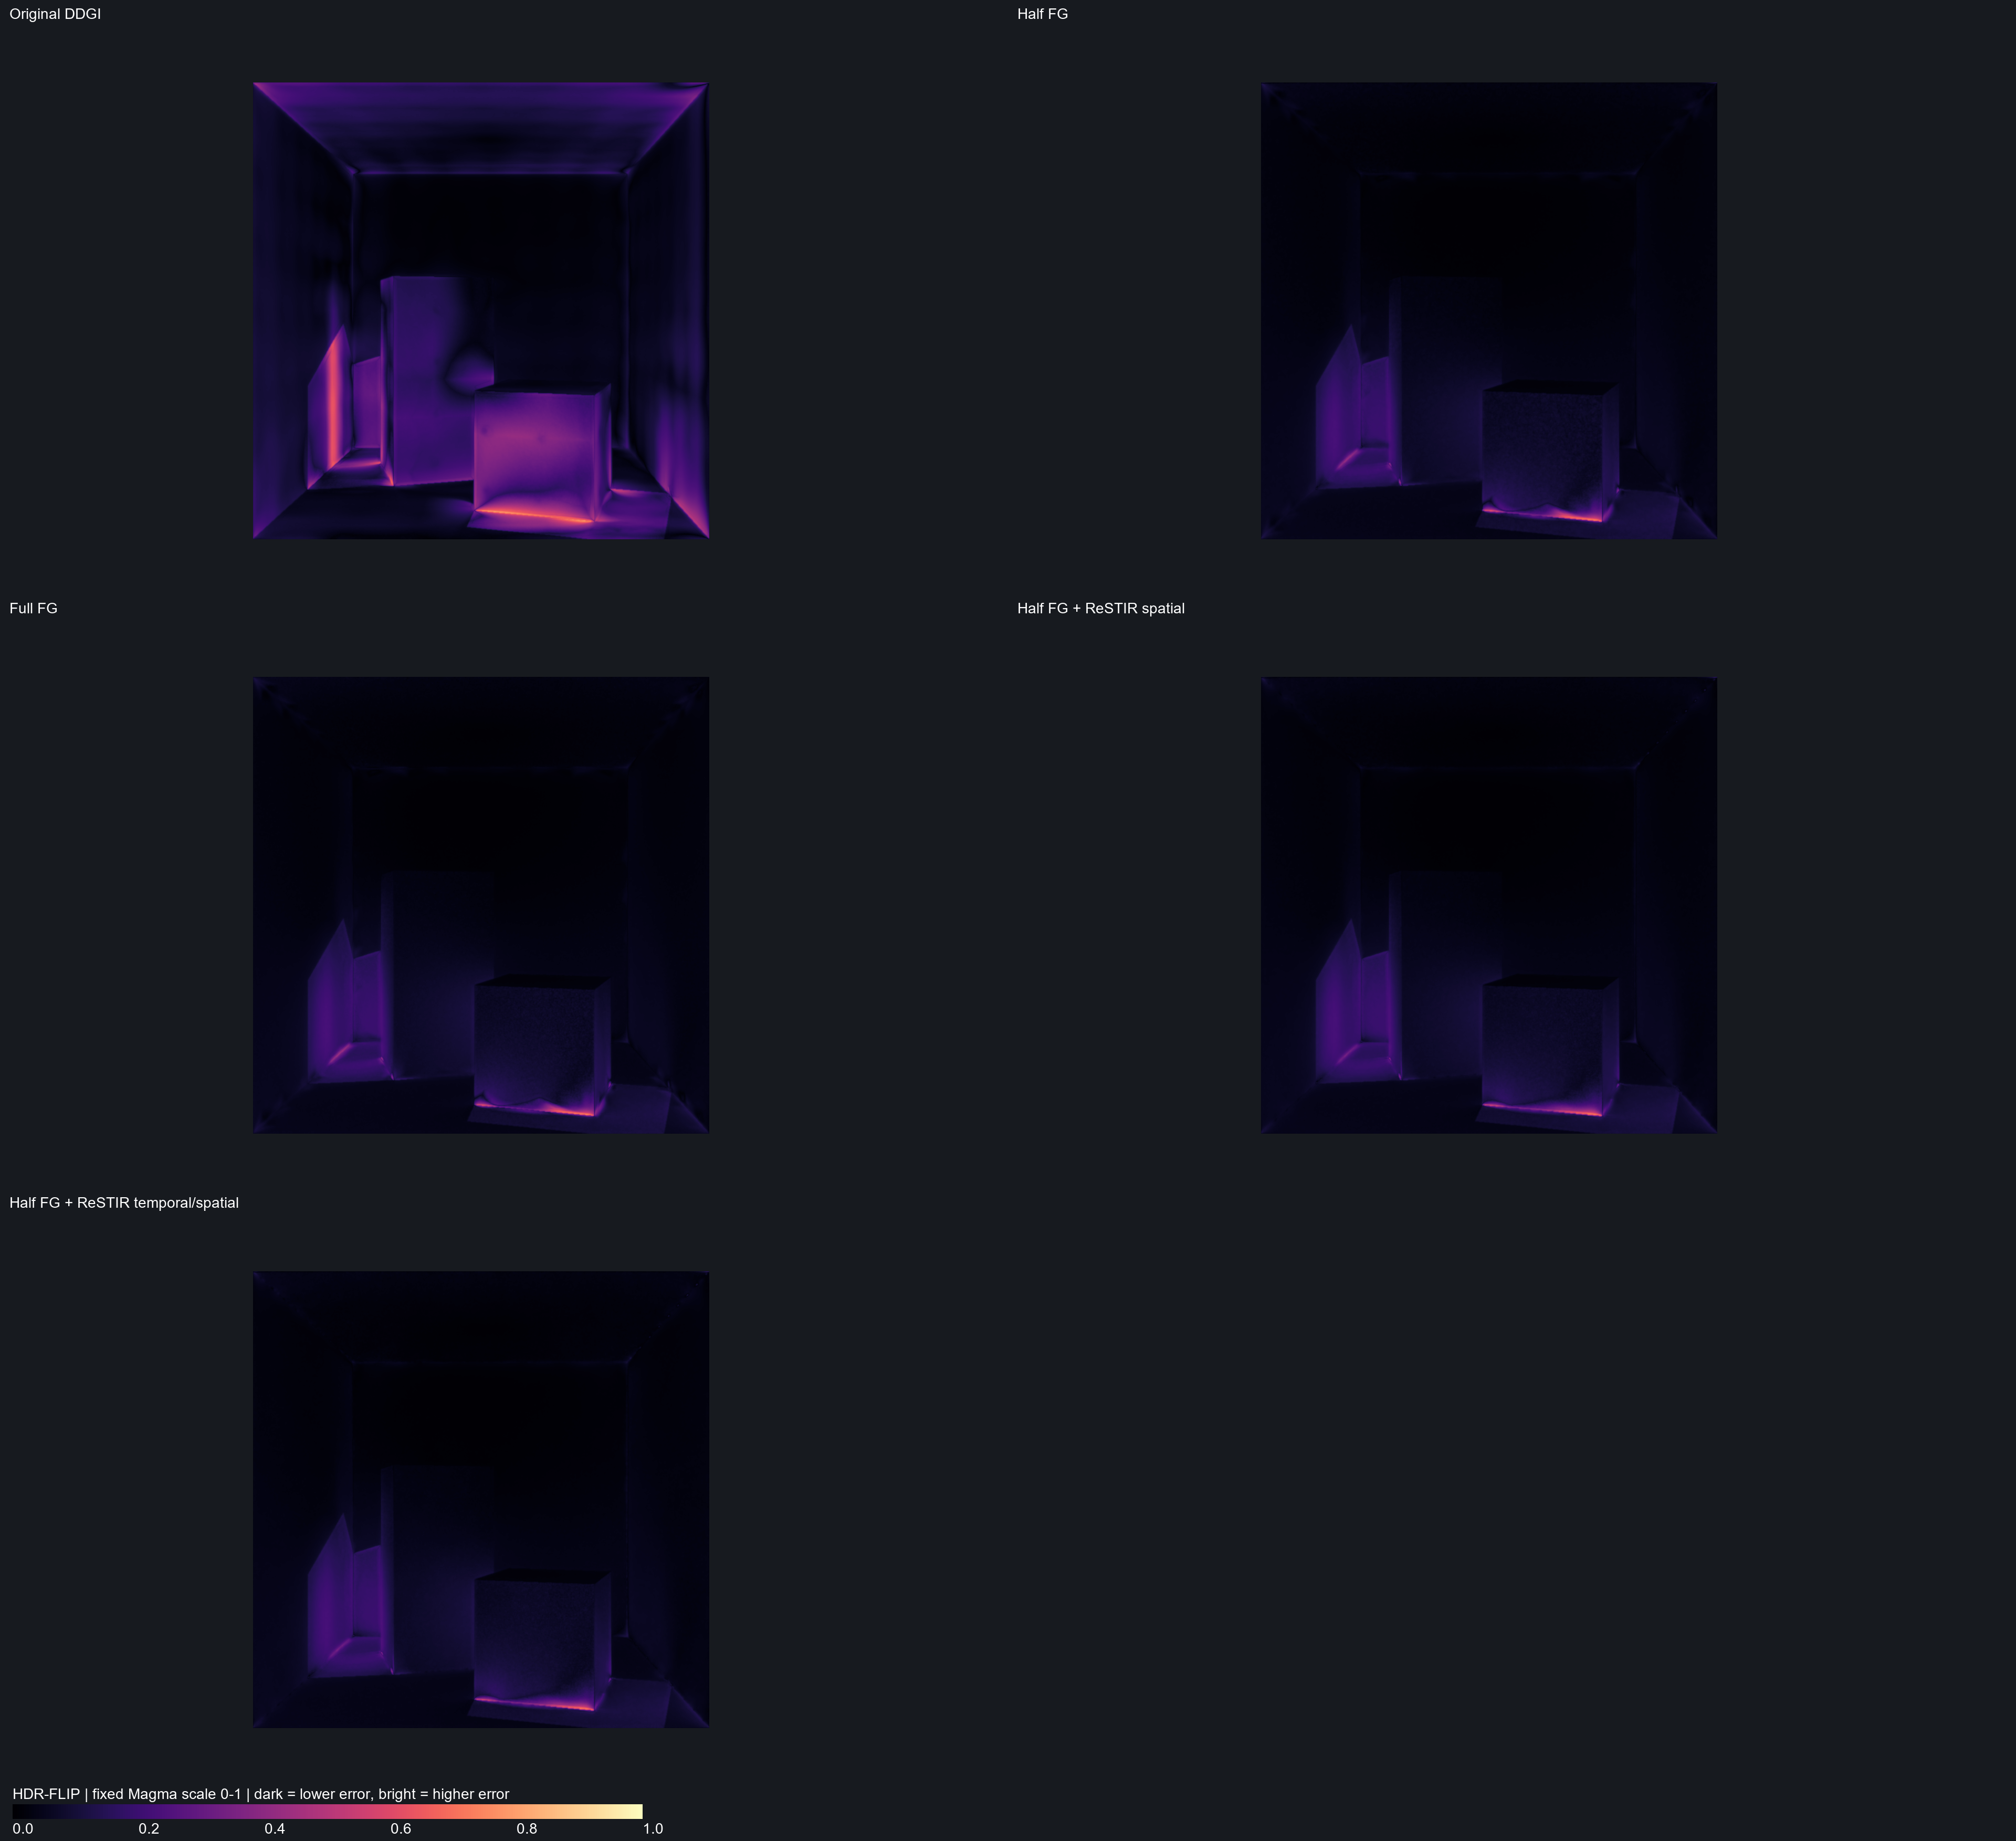 Original DDGI
Half FG
Full FG
Half FG + ReSTIR spatial
Half FG + ReSTIR temporal/spatial
HDR-FLIP | fixed Magma scale 0-1 | dark = lower error, bright = higher error
0.0 0.2 0.4 0.6 0.8 1.0